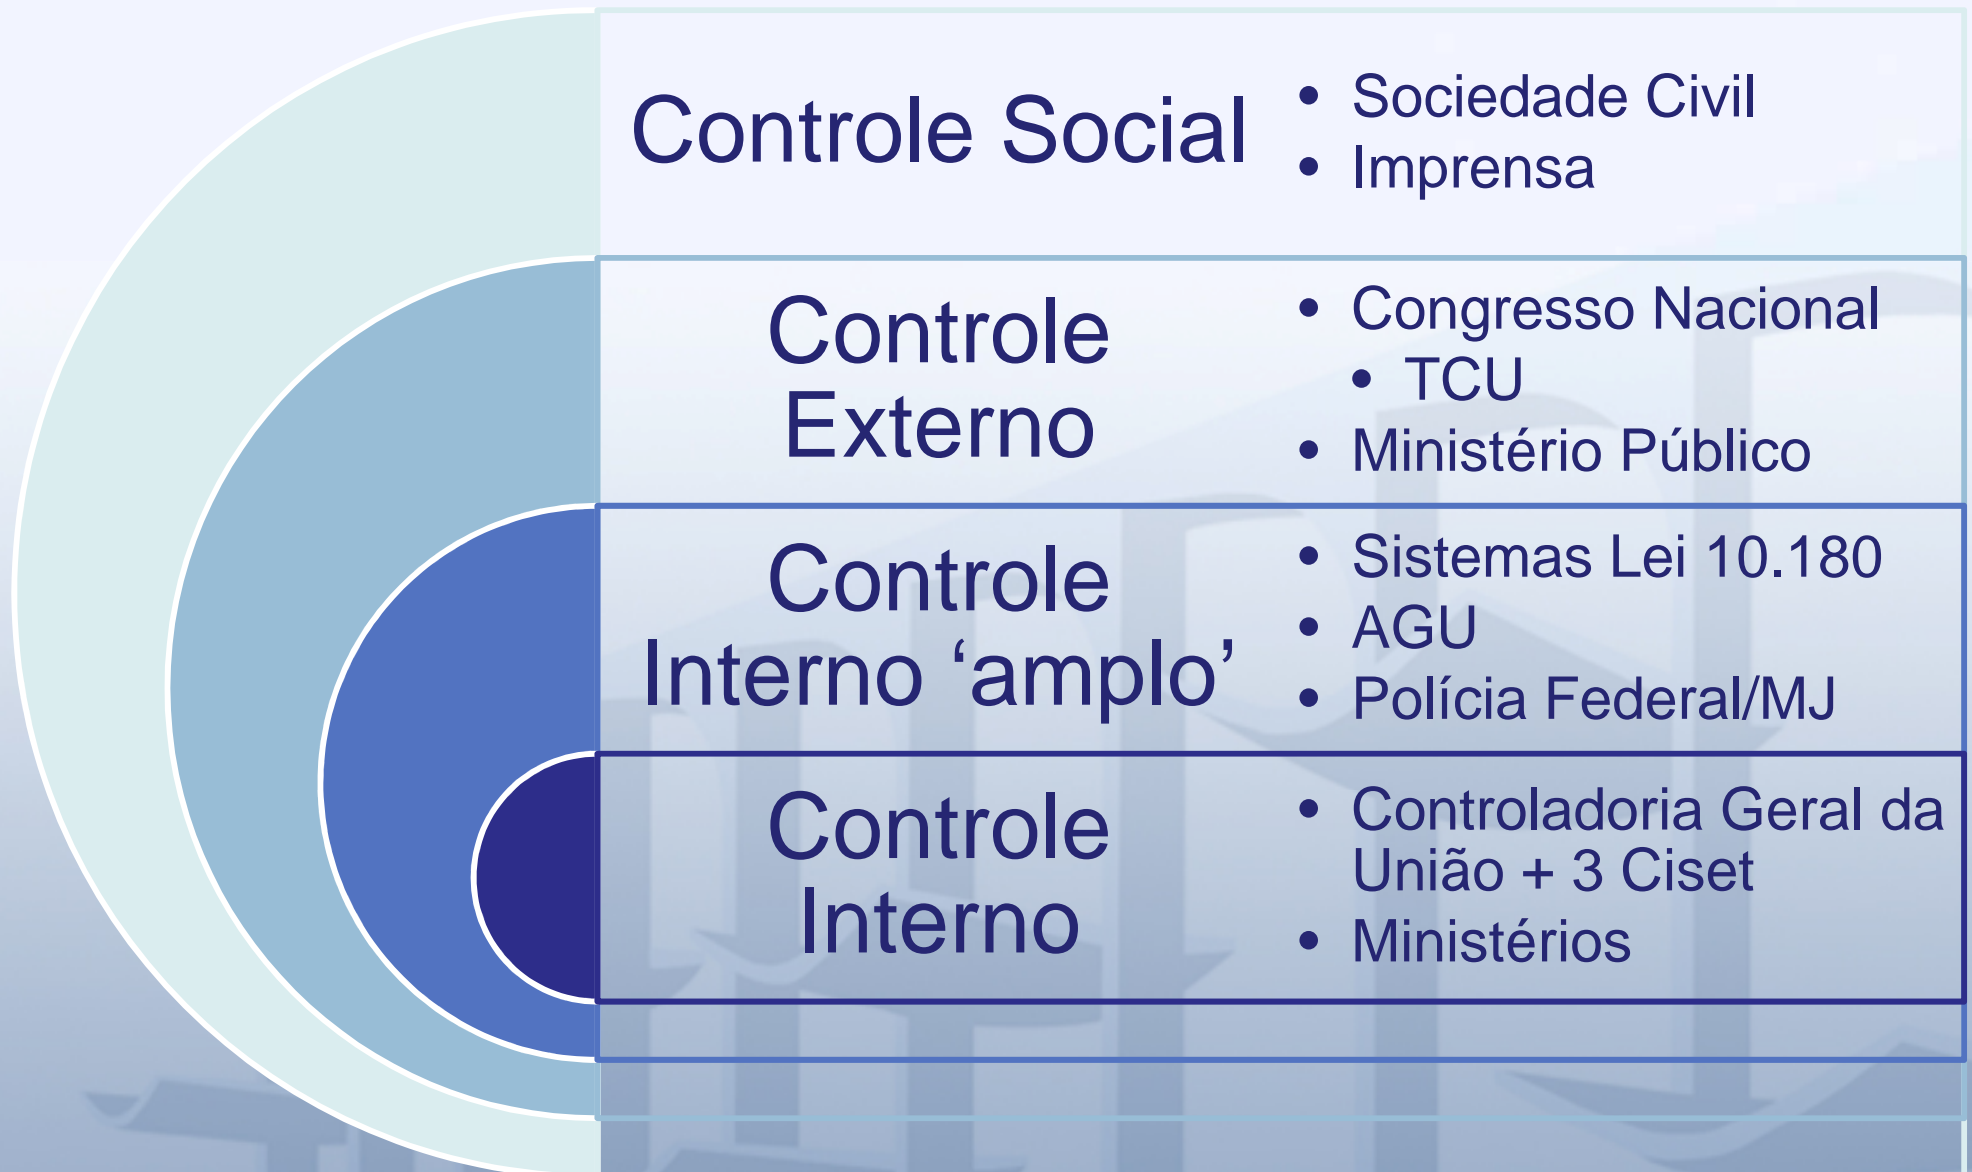 Controle Social
• Sociedade Civil
• Imprensa
Controle
Externo
• Congresso Nacional
• TCU
• Ministério Público
Controle
Interno ‘amplo’
• Sistemas Lei 10.180
• AGU
• Polícia Federal/MJ
Controle
Interno
• Controladoria Geral da
União + 3 Ciset
• Ministérios